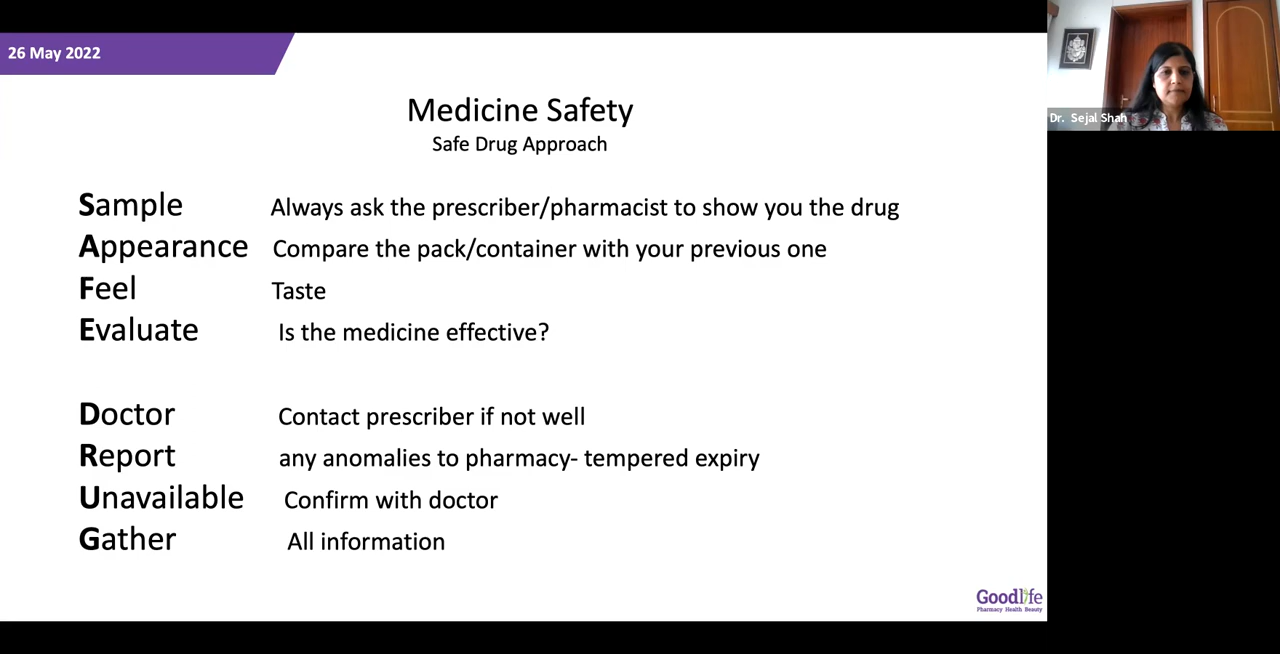 26 May 2022
Medicine Safety
Safe Drug Approach
Sample Always ask the prescriber/pharmacist to show you the drug
Appearance Compare the pack/container with your previous one
Feel Taste
Evaluate Is the medicine effective?
Doctor Contact prescriber if not well
Report any anomalies to pharmacy- tempered expiry
Unavailable Confirm with doctor
Gather All information
Goodlife
Pharmacy Health Beauty
Dr. Sejal Shah